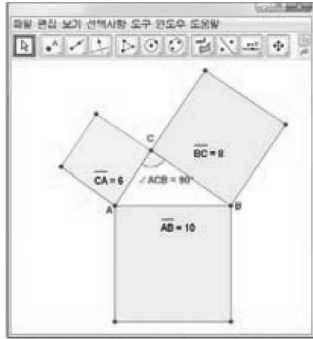 파일 편집 보기 선택사항 도구 윈도우 도움말
A
C
BC = 8
CA = 6
∠ACB = 90°
A
B
AB = 10